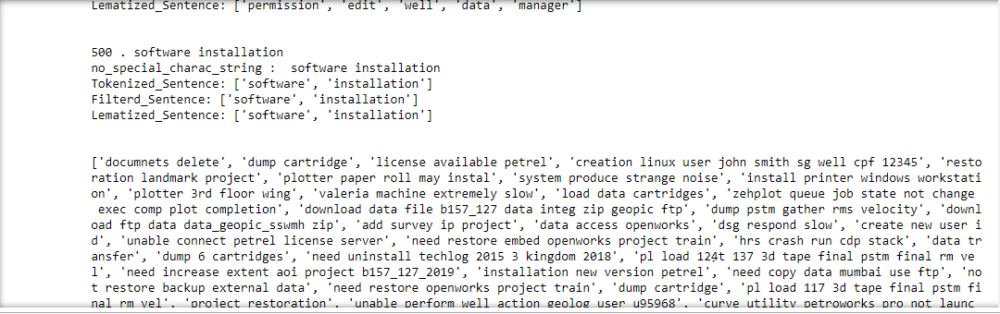 Lematized_Sentence: ['permission', 'edit', 'well', 'data', 'manager']
500 . software installation
no_special_charac_string :  software installation
Tokenized_Sentence: ['software', 'installation']
Filterd_Sentence: ['software', 'installation']
Lematized_Sentence: ['software', 'installation']
['documnets delete', 'dump cartridge', 'license available petrel', 'creation linux user john smith sg well cpf 12345', 'resto
ration landmark project', 'plotter paper roll may instal', 'system produce strange noise', 'install printer windows workstati
on', 'plotter 3rd floor wing', 'valeria machine extremely slow', 'load data cartridges', 'zehplot queue job state not change
exec comp plot completion', 'download data file b157_127 data integ zip geopic ftp', 'dump pstm gather rms velocity', 'downl
oad ftp data data_geopic_sswmh zip', 'add survey ip project', 'data access openworks', 'dsg respond slow', 'create new user i
d', 'unable connect petrel license server', 'need restore embed openworks project train', 'hrs crash run cdp stack', 'data tr
ansfer', 'dump 6 cartridges', 'need uninstall techlog 2015 3 kingdom 2018', 'pl load 124t 137 3d tape final pstm final rm ve
l', 'need increase extent aoi project b157_127_2019', 'installation new version petrel', 'need copy data mumbai use ftp', 'no
t restore backup external data', 'need restore openworks project train', 'dump cartridge', 'pl load 117 3d tape final pstm fi
nal rm vel', 'project restoration', 'unable perform well action geolog user u95968', 'curve utility petroworks pro not launc